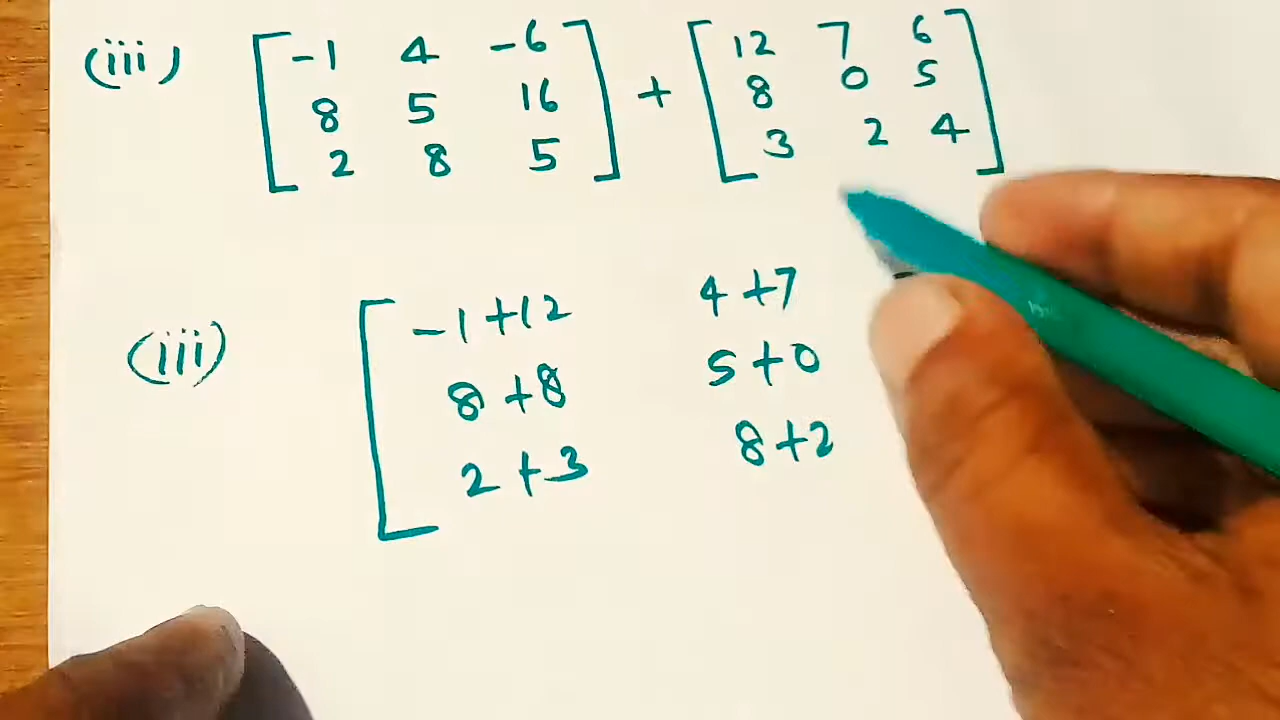 (iii) [ -1 4 -6 ] + [ 12 7 6 ]
8 5 16 8 0 5
2 8 5 3 2 4
(iii) [ -1+12 4+7
8+8 5+0
2+3 8+2